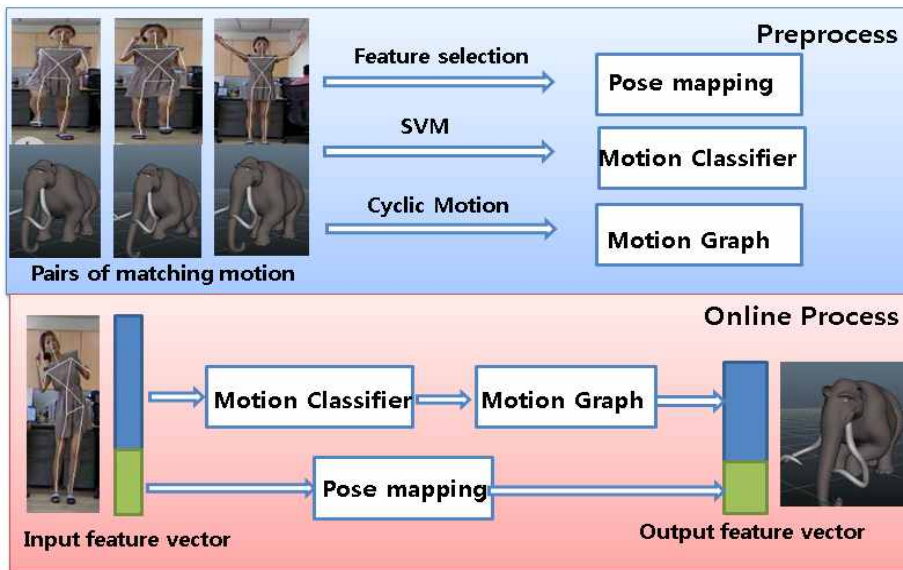 Preprocess
Feature selection
Pose mapping
SVM
Motion Classifier
Cyclic Motion
Motion Graph
Pairs of matching motion
Online Process
Motion Classifier
Motion Graph
Pose mapping
Input feature vector
Output feature vector